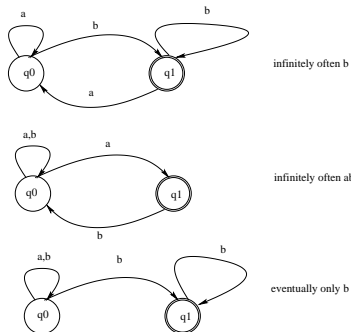 a
b
b
q0
q1
infinitely often b
a
a,b
a
q0
q1
infinitely often ab
b
a,b
b
b
q0
q1
eventually only b